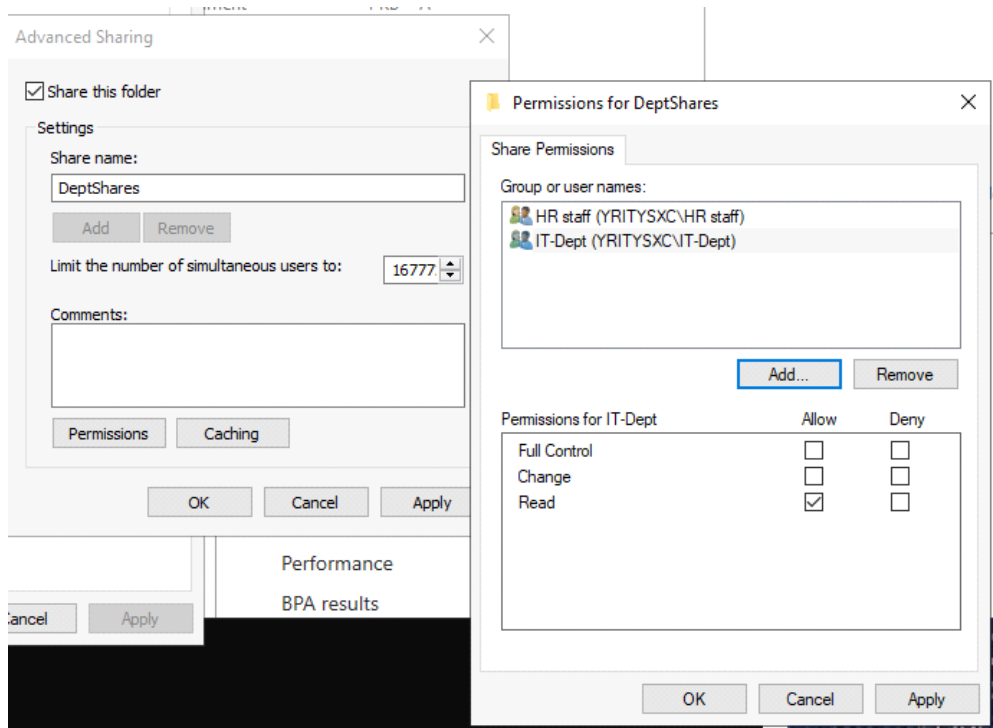 Advanced Sharing
Share this folder
Settings
Share name:
DeptShares
Add Remove
Limit the number of simultaneous users to:
16777
Comments:
Permissions Caching
OK Cancel Apply
Performance
BPA results
Cancel Apply
Permissions for DeptShares
Share Permissions
Group or user names:
HR staff (YRITYSXC\HR staff)
IT-Dept (YRITYSXC\IT-Dept)
Add... Remove
Permissions for IT-Dept Allow Deny
Full Control
Change
Read
OK Cancel Apply